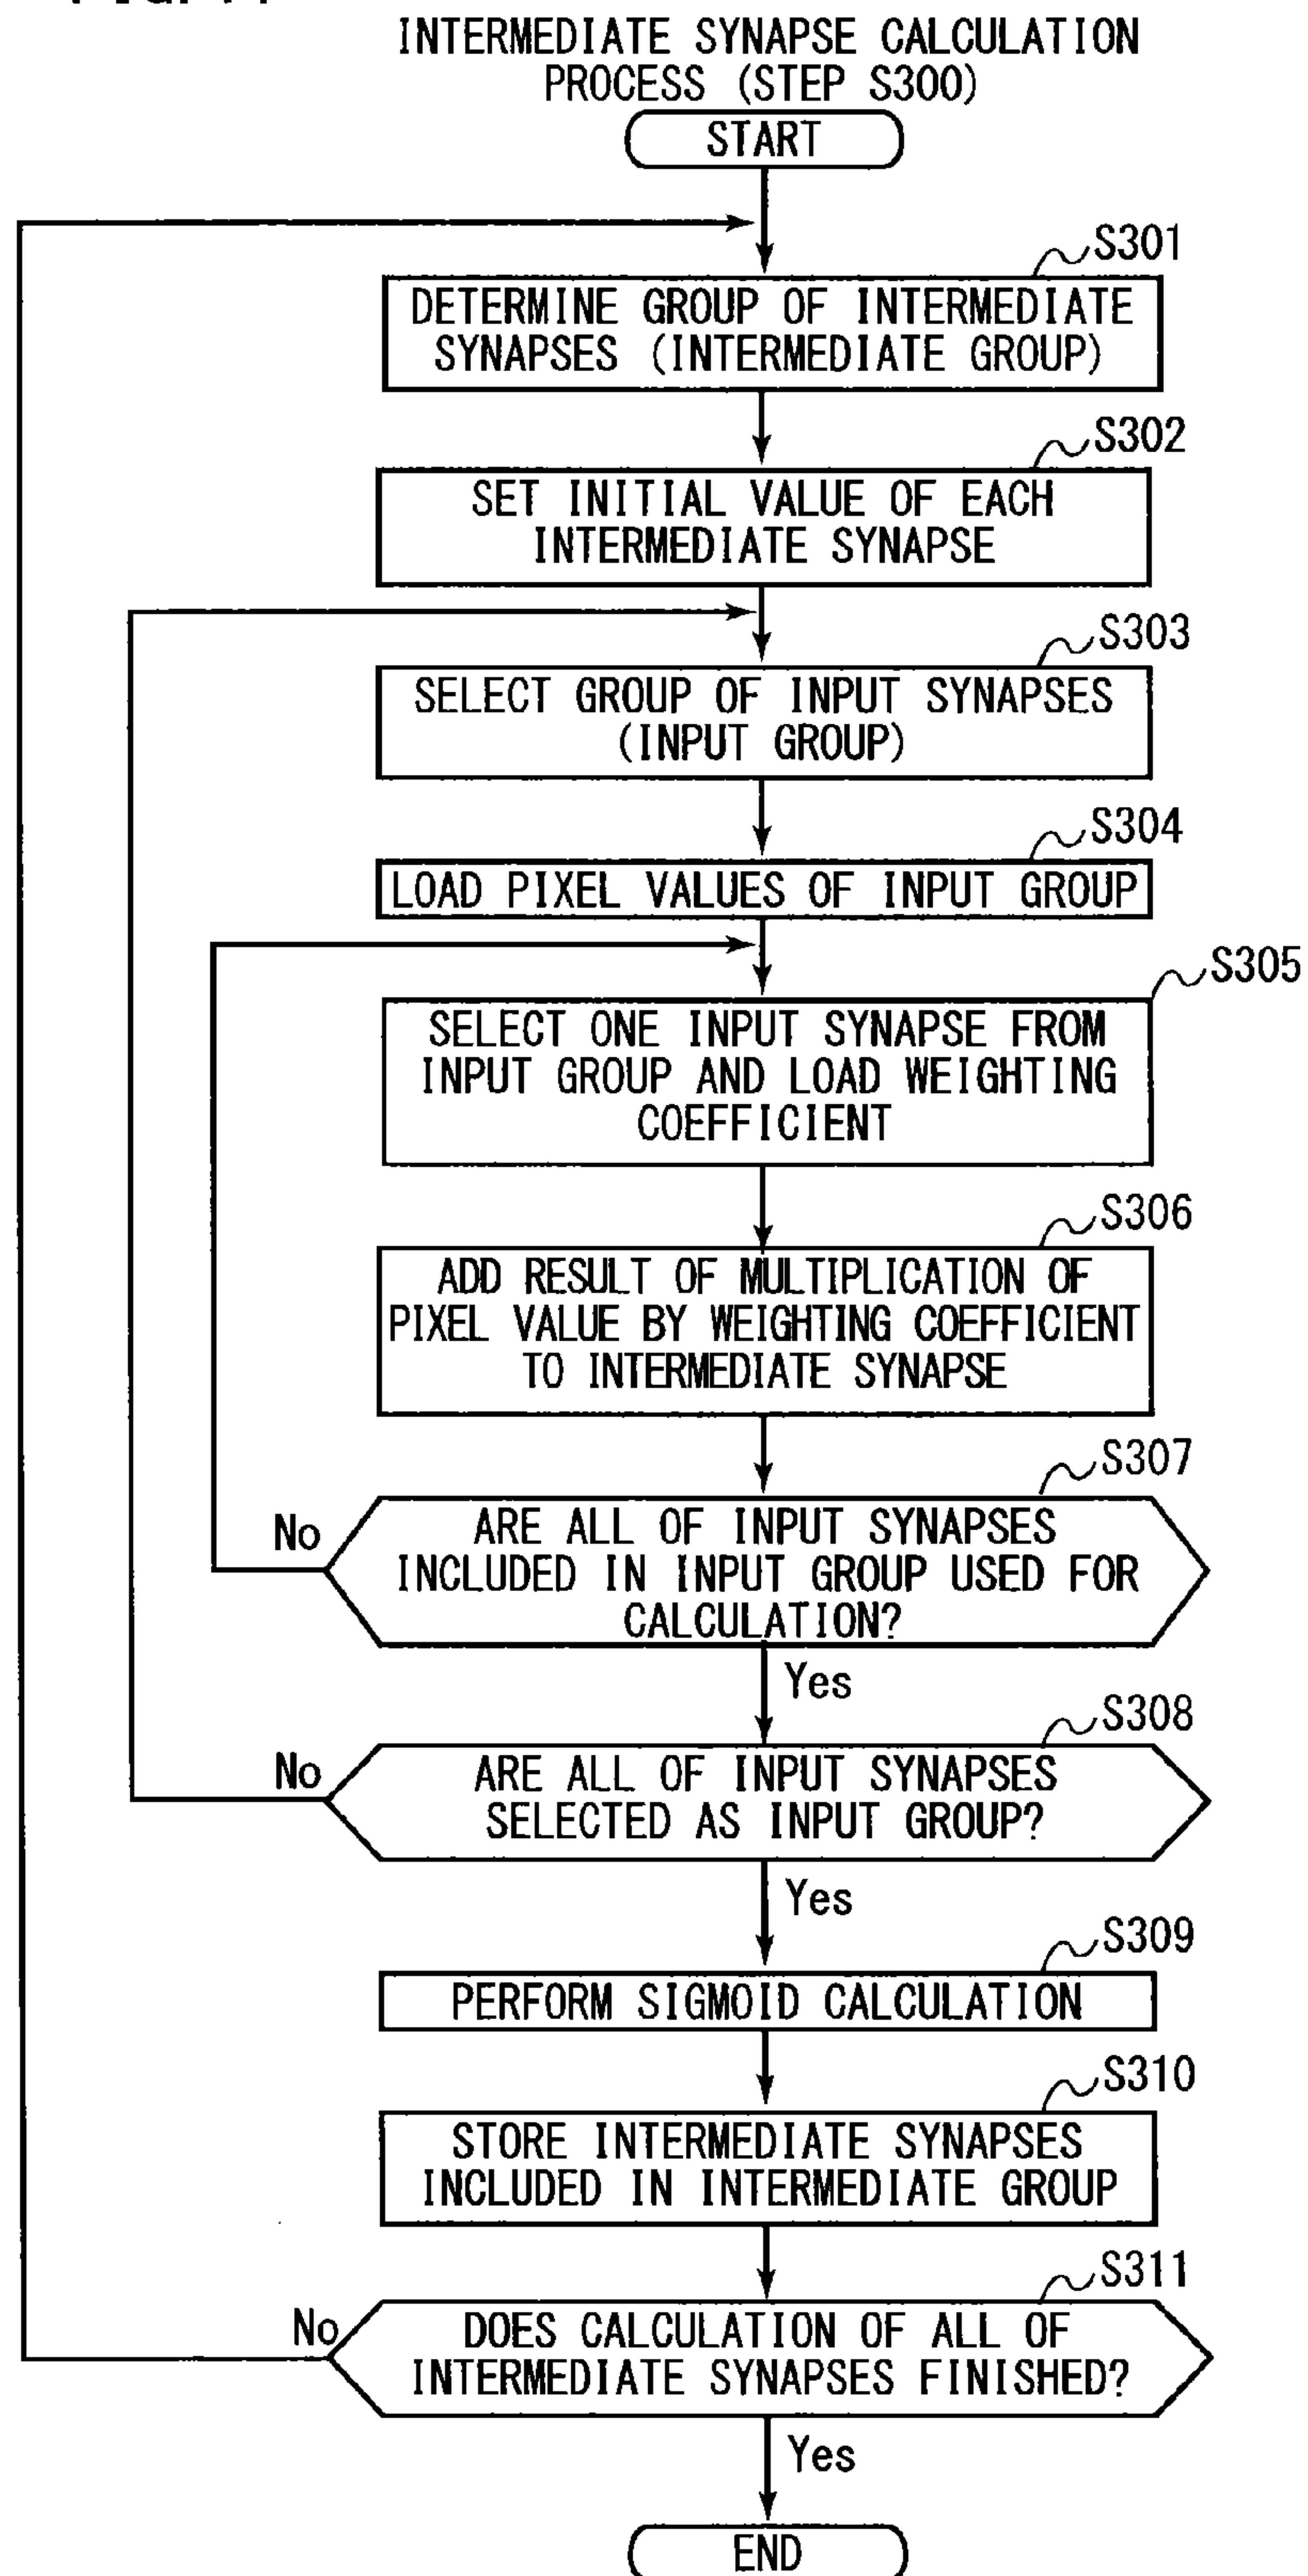 INTERMEDIATE SYNAPSE CALCULATION
PROCESS (STEP S300)
START
S301
DETERMINE GROUP OF INTERMEDIATE
SYNAPSES (INTERMEDIATE GROUP)
S302
SET INITIAL VALUE OF EACH
INTERMEDIATE SYNAPSE
S303
SELECT GROUP OF INPUT SYNAPSES
(INPUT GROUP)
S304
LOAD PIXEL VALUES OF INPUT GROUP
S305
SELECT ONE INPUT SYNAPSE FROM
INPUT GROUP AND LOAD WEIGHTING
COEFFICIENT
S306
ADD RESULT OF MULTIPLICATION OF
PIXEL VALUE BY WEIGHTING COEFFICIENT
TO INTERMEDIATE SYNAPSE
S307
No
ARE ALL OF INPUT SYNAPSES
INCLUDED IN INPUT GROUP USED FOR
CALCULATION?
Yes
S308
No
ARE ALL OF INPUT SYNAPSES
SELECTED AS INPUT GROUP?
Yes
S309
PERFORM SIGMOID CALCULATION
S310
STORE INTERMEDIATE SYNAPSES
INCLUDED IN INTERMEDIATE GROUP
S311
No
DOES CALCULATION OF ALL OF
INTERMEDIATE SYNAPSES FINISHED?
Yes
END